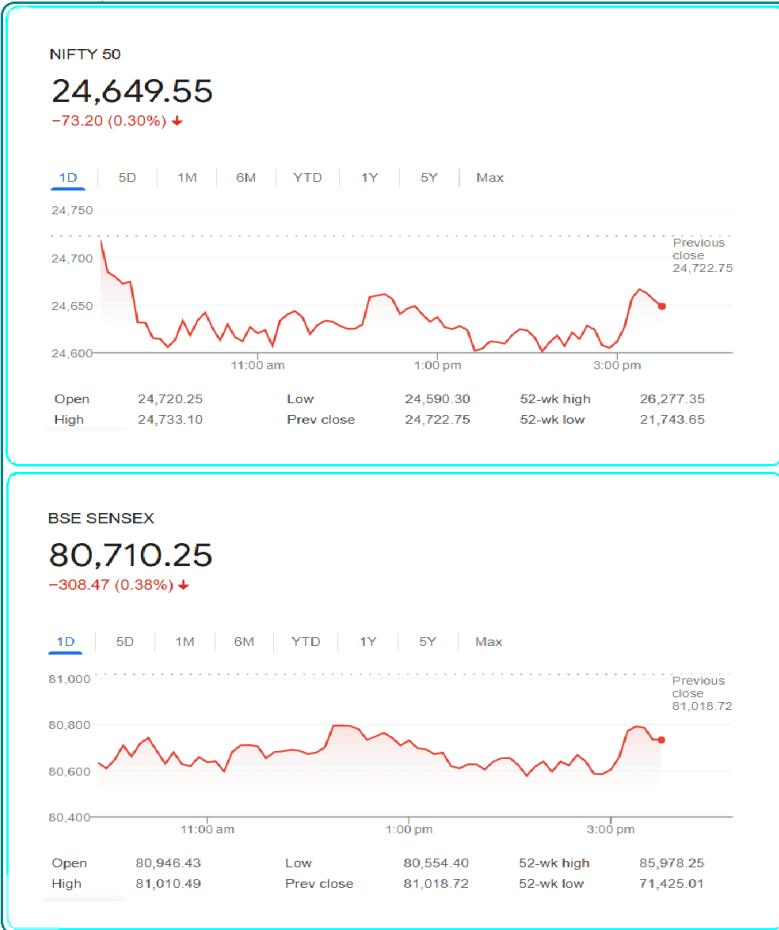 NIFTY 50
24,649.55
−73.20 (0.30%) ↓
1D 5D 1M 6M YTD 1Y 5Y Max
24,750
24,700
24,650
24,600
Previous
close
24,722.75
11:00 am 1:00 pm 3:00 pm
Open 24,720.25 Low 24,590.30 52-wk high 26,277.35
High 24,733.10 Prev close 24,722.75 52-wk low 21,743.65
BSE SENSEX
80,710.25
−308.47 (0.38%) ↓
1D 5D 1M 6M YTD 1Y 5Y Max
81,000
80,800
80,600
80,400
Previous
close
81,018.72
11:00 am 1:00 pm 3:00 pm
Open 80,946.43 Low 80,554.40 52-wk high 85,978.25
High 81,010.49 Prev close 81,018.72 52-wk low 71,425.01